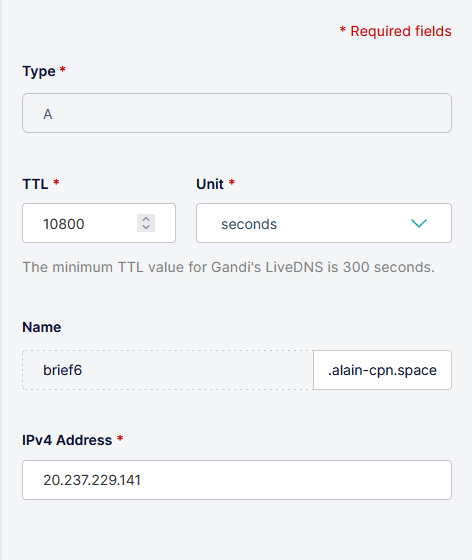 * Required fields
Type *
A
TTL * Unit *
10800 seconds
The minimum TTL value for Gandi's LiveDNS is 300 seconds.
Name
brief6 .alain-cpn.space
IPv4 Address *
20.237.229.141